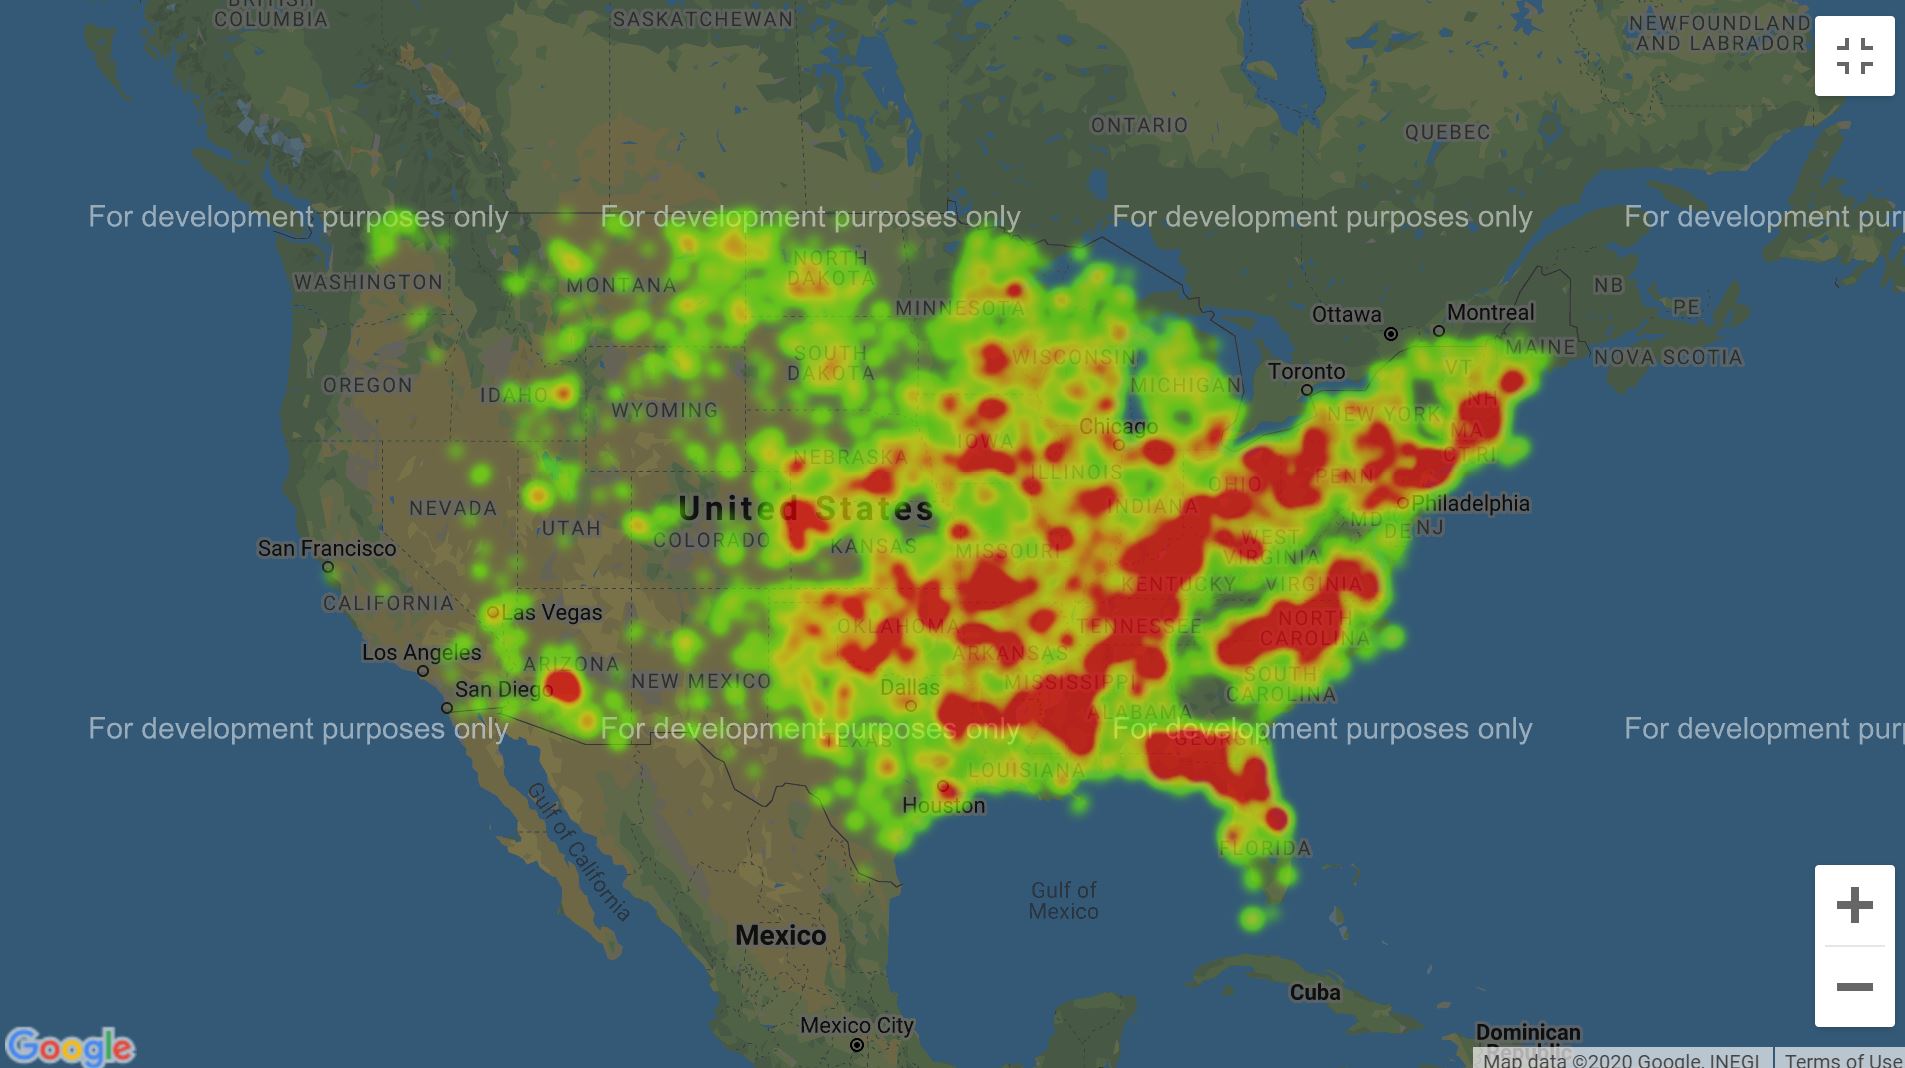 BRITISH
COLUMBIA
SASKATCHEWAN
NEWFOUNDLAND
AND LABRADOR
ONTARIO
QUEBEC
For development purposes only
For development purposes only
For development purposes only
For development pur
WASHINGTON
MONTANA
NORTH
DAKOTA
MINNESOTA
NB
PE
Ottawa
Montreal
MAINE
NOVA SCOTIA
SOUTH
DAKOTA
WISCONSIN
MICHIGAN
Toronto
VT
OREGON
IDAHO
WYOMING
NH
NEW YORK
Chicago
MA
IOWA
CT RI
NEBRASKA
ILLINOIS
PENN
OHIO
NEVADA
United States
INDIANA
Philadelphia
UTAH
COLORADO
KANSAS
MISSOURI
WEST
VIRGINIA
MD
DE
NJ
San Francisco
KENTUCKY
VIRGINIA
CALIFORNIA
Las Vegas
OKLAHOMA
TENNESSEE
NORTH
CAROLINA
Los Angeles
ARIZONA
ARKANSAS
NEW MEXICO
MISSISSIPPI
SOUTH
CAROLINA
San Diego
Dallas
ALABAMA
For development purposes only
For development purposes only
For development purposes only
For development pur
TEXAS
GEORGIA
LOUISIANA
Houston
Gulf of California
FLORIDA
Gulf of
Mexico
Mexico
Cuba
Mexico City
Dominican
Republic
Google
Map data ©2020 Google, INEGI
Terms of Use